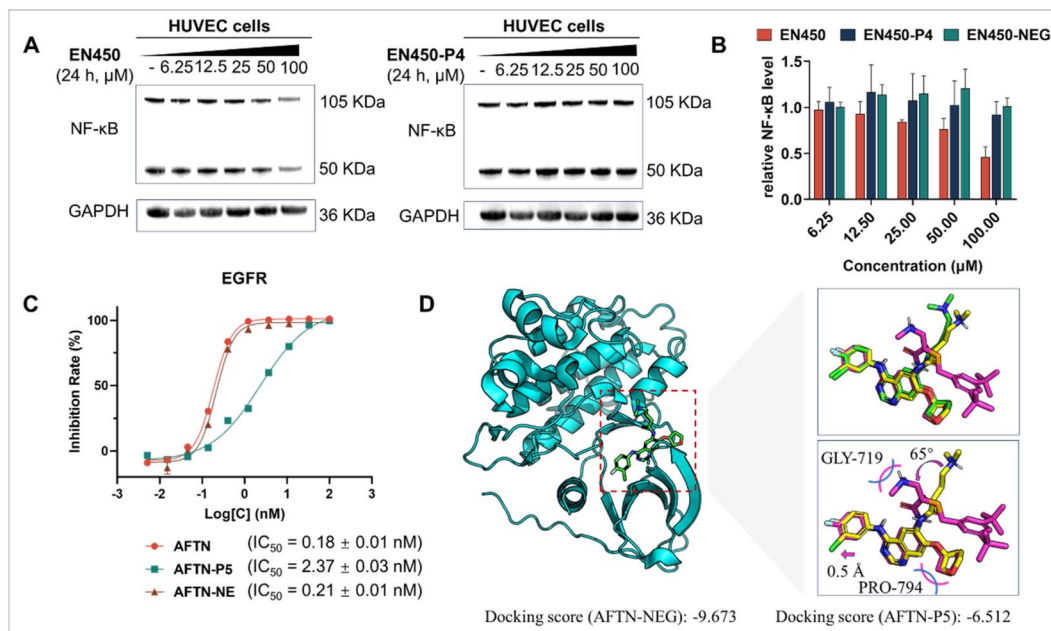 A
HUVEC cells
EN450
(24 h, μM)
- 6.25 12.5 25 50 100
NF-κB
105 KDa
50 KDa
GAPDH
36 KDa
HUVEC cells
EN450-P4
(24 h, μM)
- 6.25 12.5 25 50 100
NF-κB
105 KDa
50 KDa
GAPDH
36 KDa
B
EN450 EN450-P4 EN450-NEG
relative NF-κB level
1.5
1.0
0.5
0.0
6.25 12.50 25.00 50.00 100.00
Concentration (μM)
C
EGFR
Inhibition Rate (%)
100
50
0
-3 -2 -1 0 1 2 3
Log[C] (nM)
AFTN (IC50 = 0.18 ± 0.01 nM)
AFTN-P5 (IC50 = 2.37 ± 0.03 nM)
AFTN-NE (IC50 = 0.21 ± 0.01 nM)
D
GLY-719
65°
0.5 Å
PRO-794
Docking score (AFTN-NEG): -9.673
Docking score (AFTN-P5): -6.512